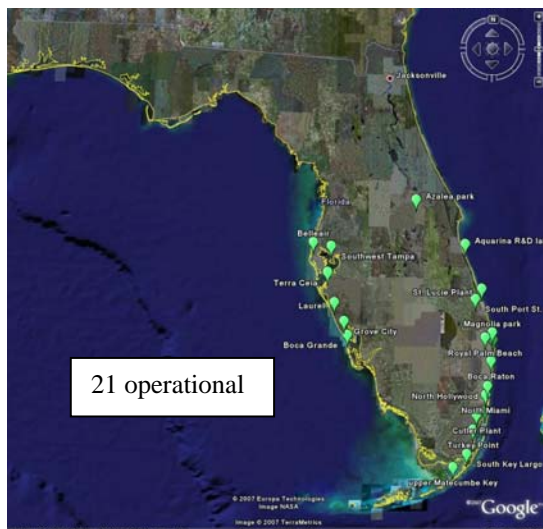 N
Jacksonville
Florida
Azalea park
Belleair
Aquarina R&D la
Southwest Tampa
Terra Ceia
St. Lucie Plant
Laurel
South Port St.
Magnolia park
Grove City
Boca Grande
Royal Palm Beach
21 operational
Boca Raton
North Hollywood
North Miami
Cutler Plant
Turkey Point
South Key Largo
Upper Matecumbe Key
© 2007 Europa Technologies
Image NASA
Image © 2007 TerraMetrics
©2007 Google™